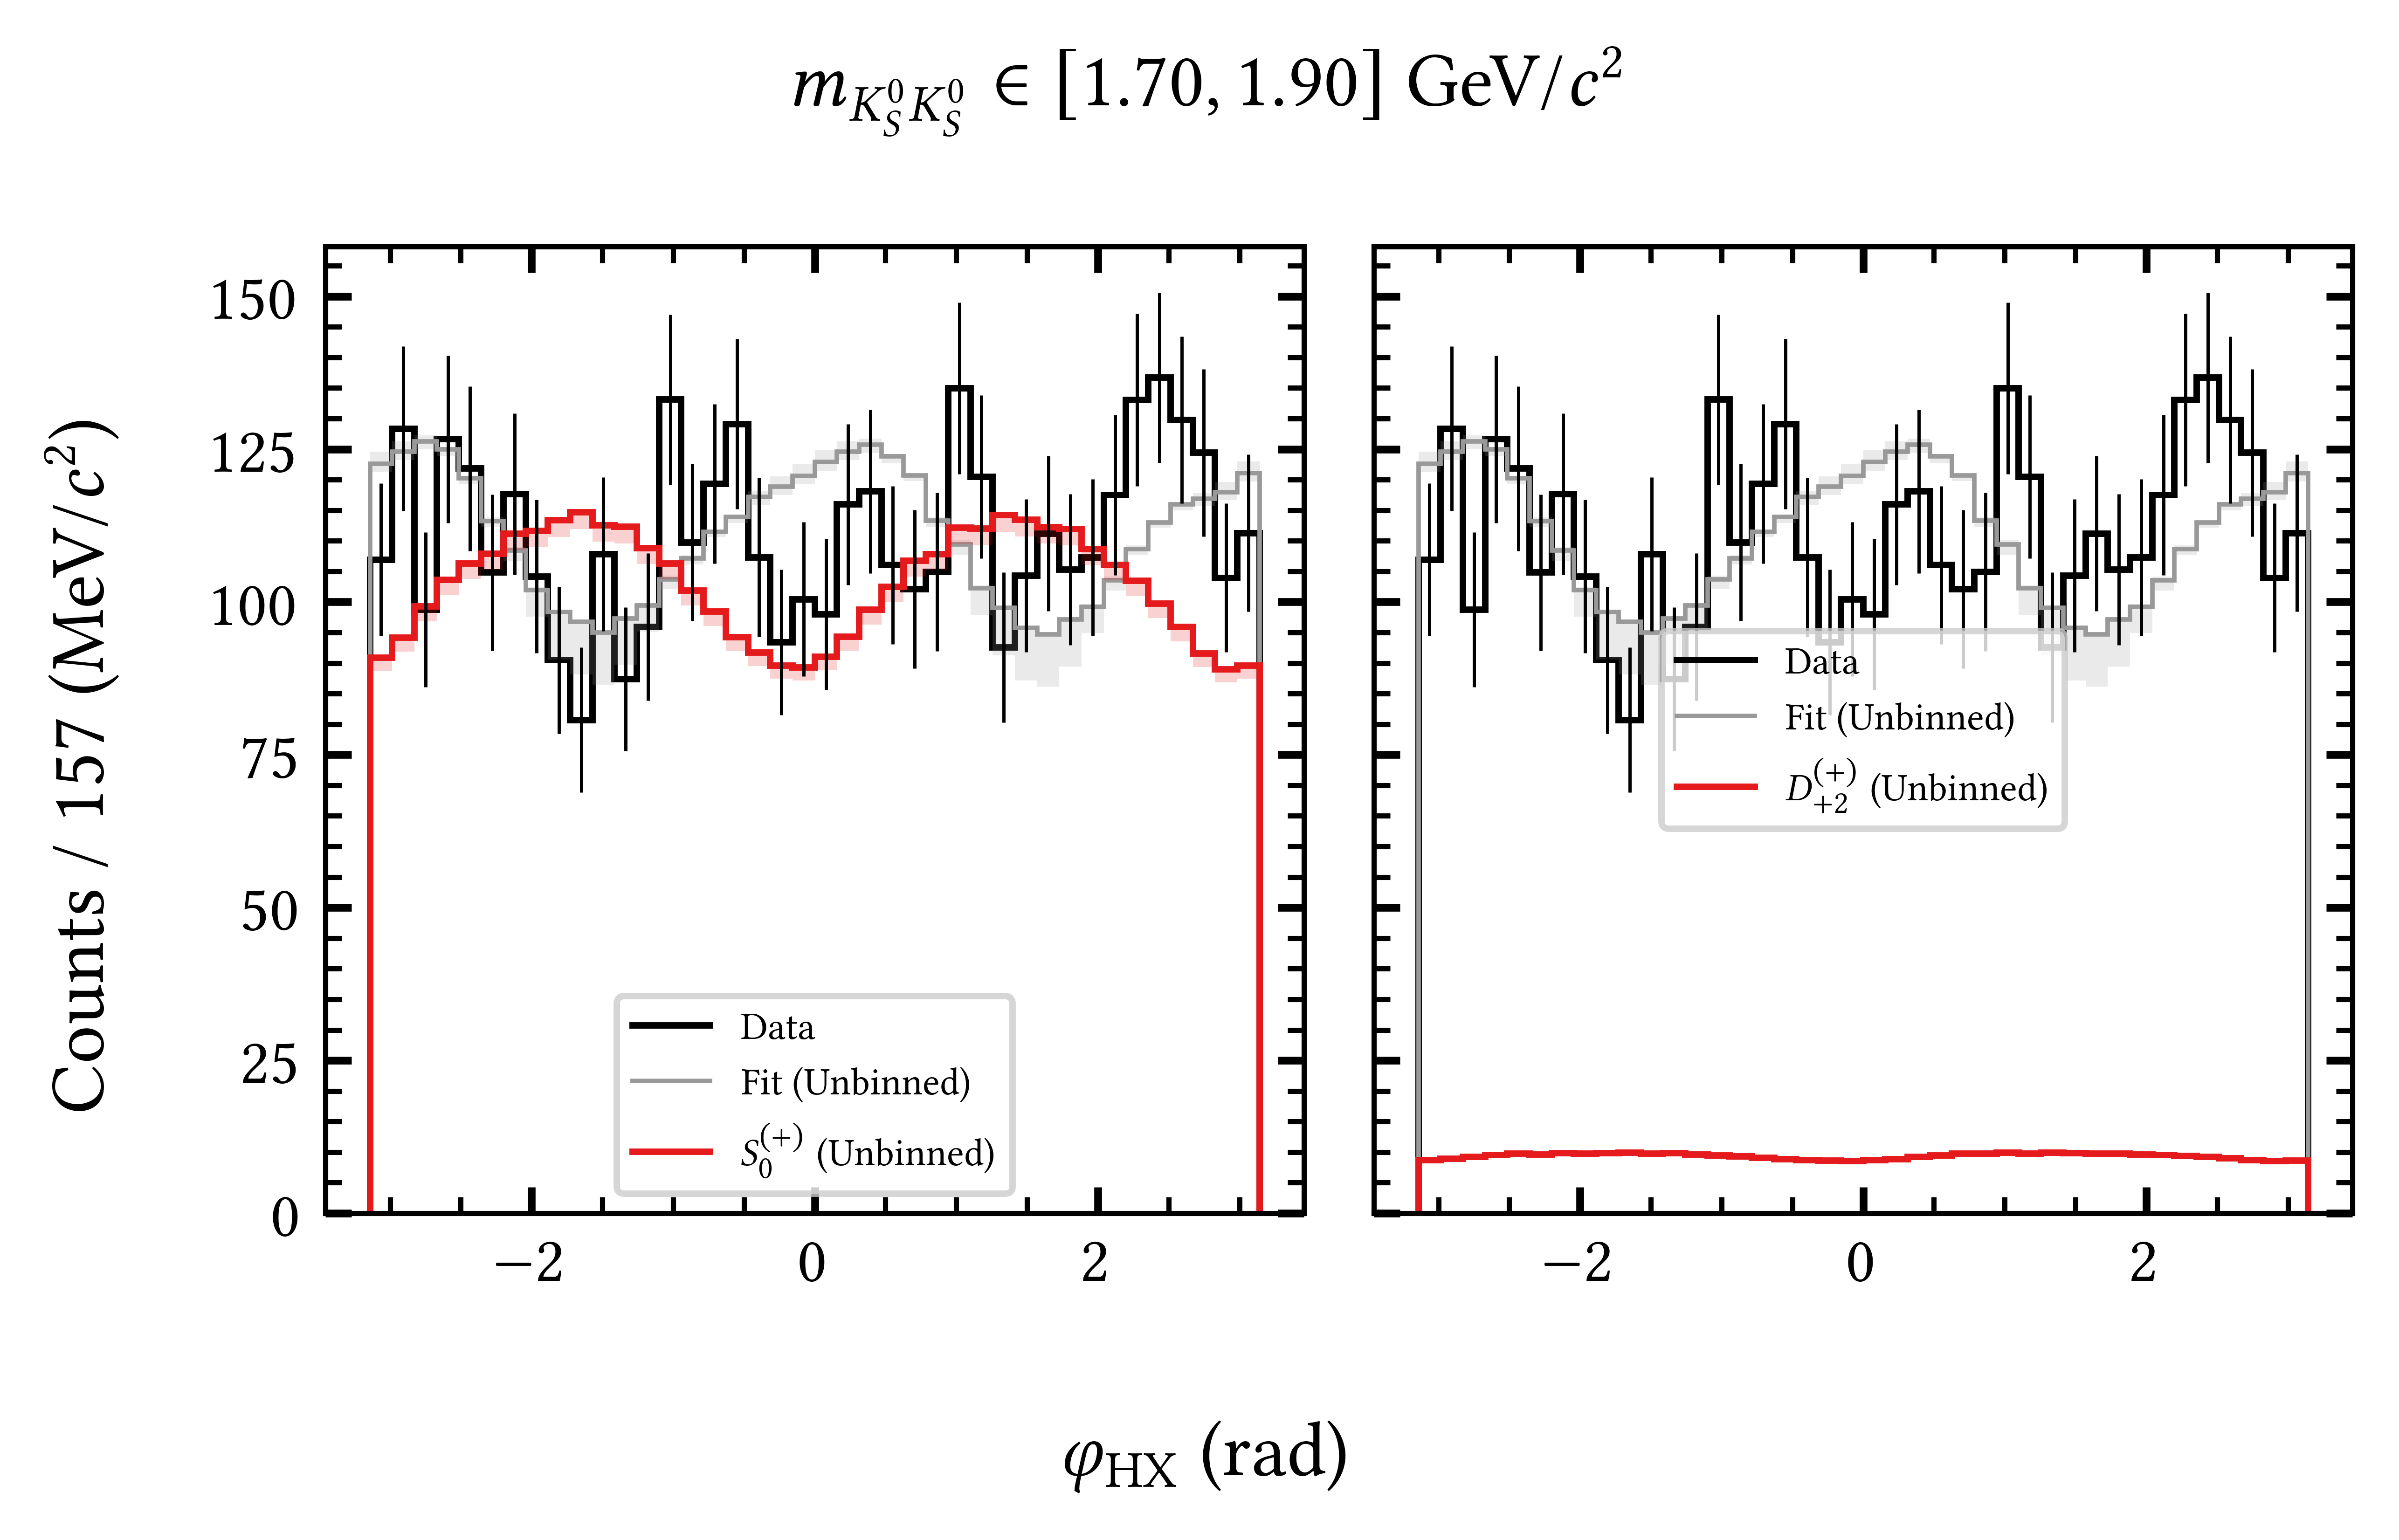 m_{K_S^0 K_S^0} ∈ [1.70, 1.90] GeV/c²
Counts / 157 (MeV/c²)
150
125
100
75
50
25
0
−2
0
2
Data
Fit (Unbinned)
S_0^{(+)} (Unbinned)
−2
0
2
Data
Fit (Unbinned)
D_{+2}^{(+)} (Unbinned)
φ_{HX} (rad)